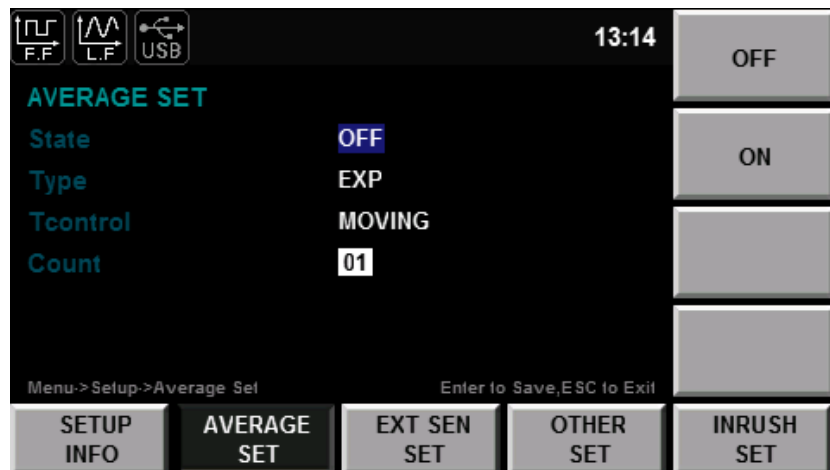 F.F L.F USB 13:14
OFF
AVERAGE SET
State OFF
ON
Type EXP
Tcontrol MOVING
Count 01
Menu->Setup->Average Set Enter to Save,ESC to Exit
SETUP INFO
AVERAGE SET
EXT SEN SET
OTHER SET
INRUSH SET